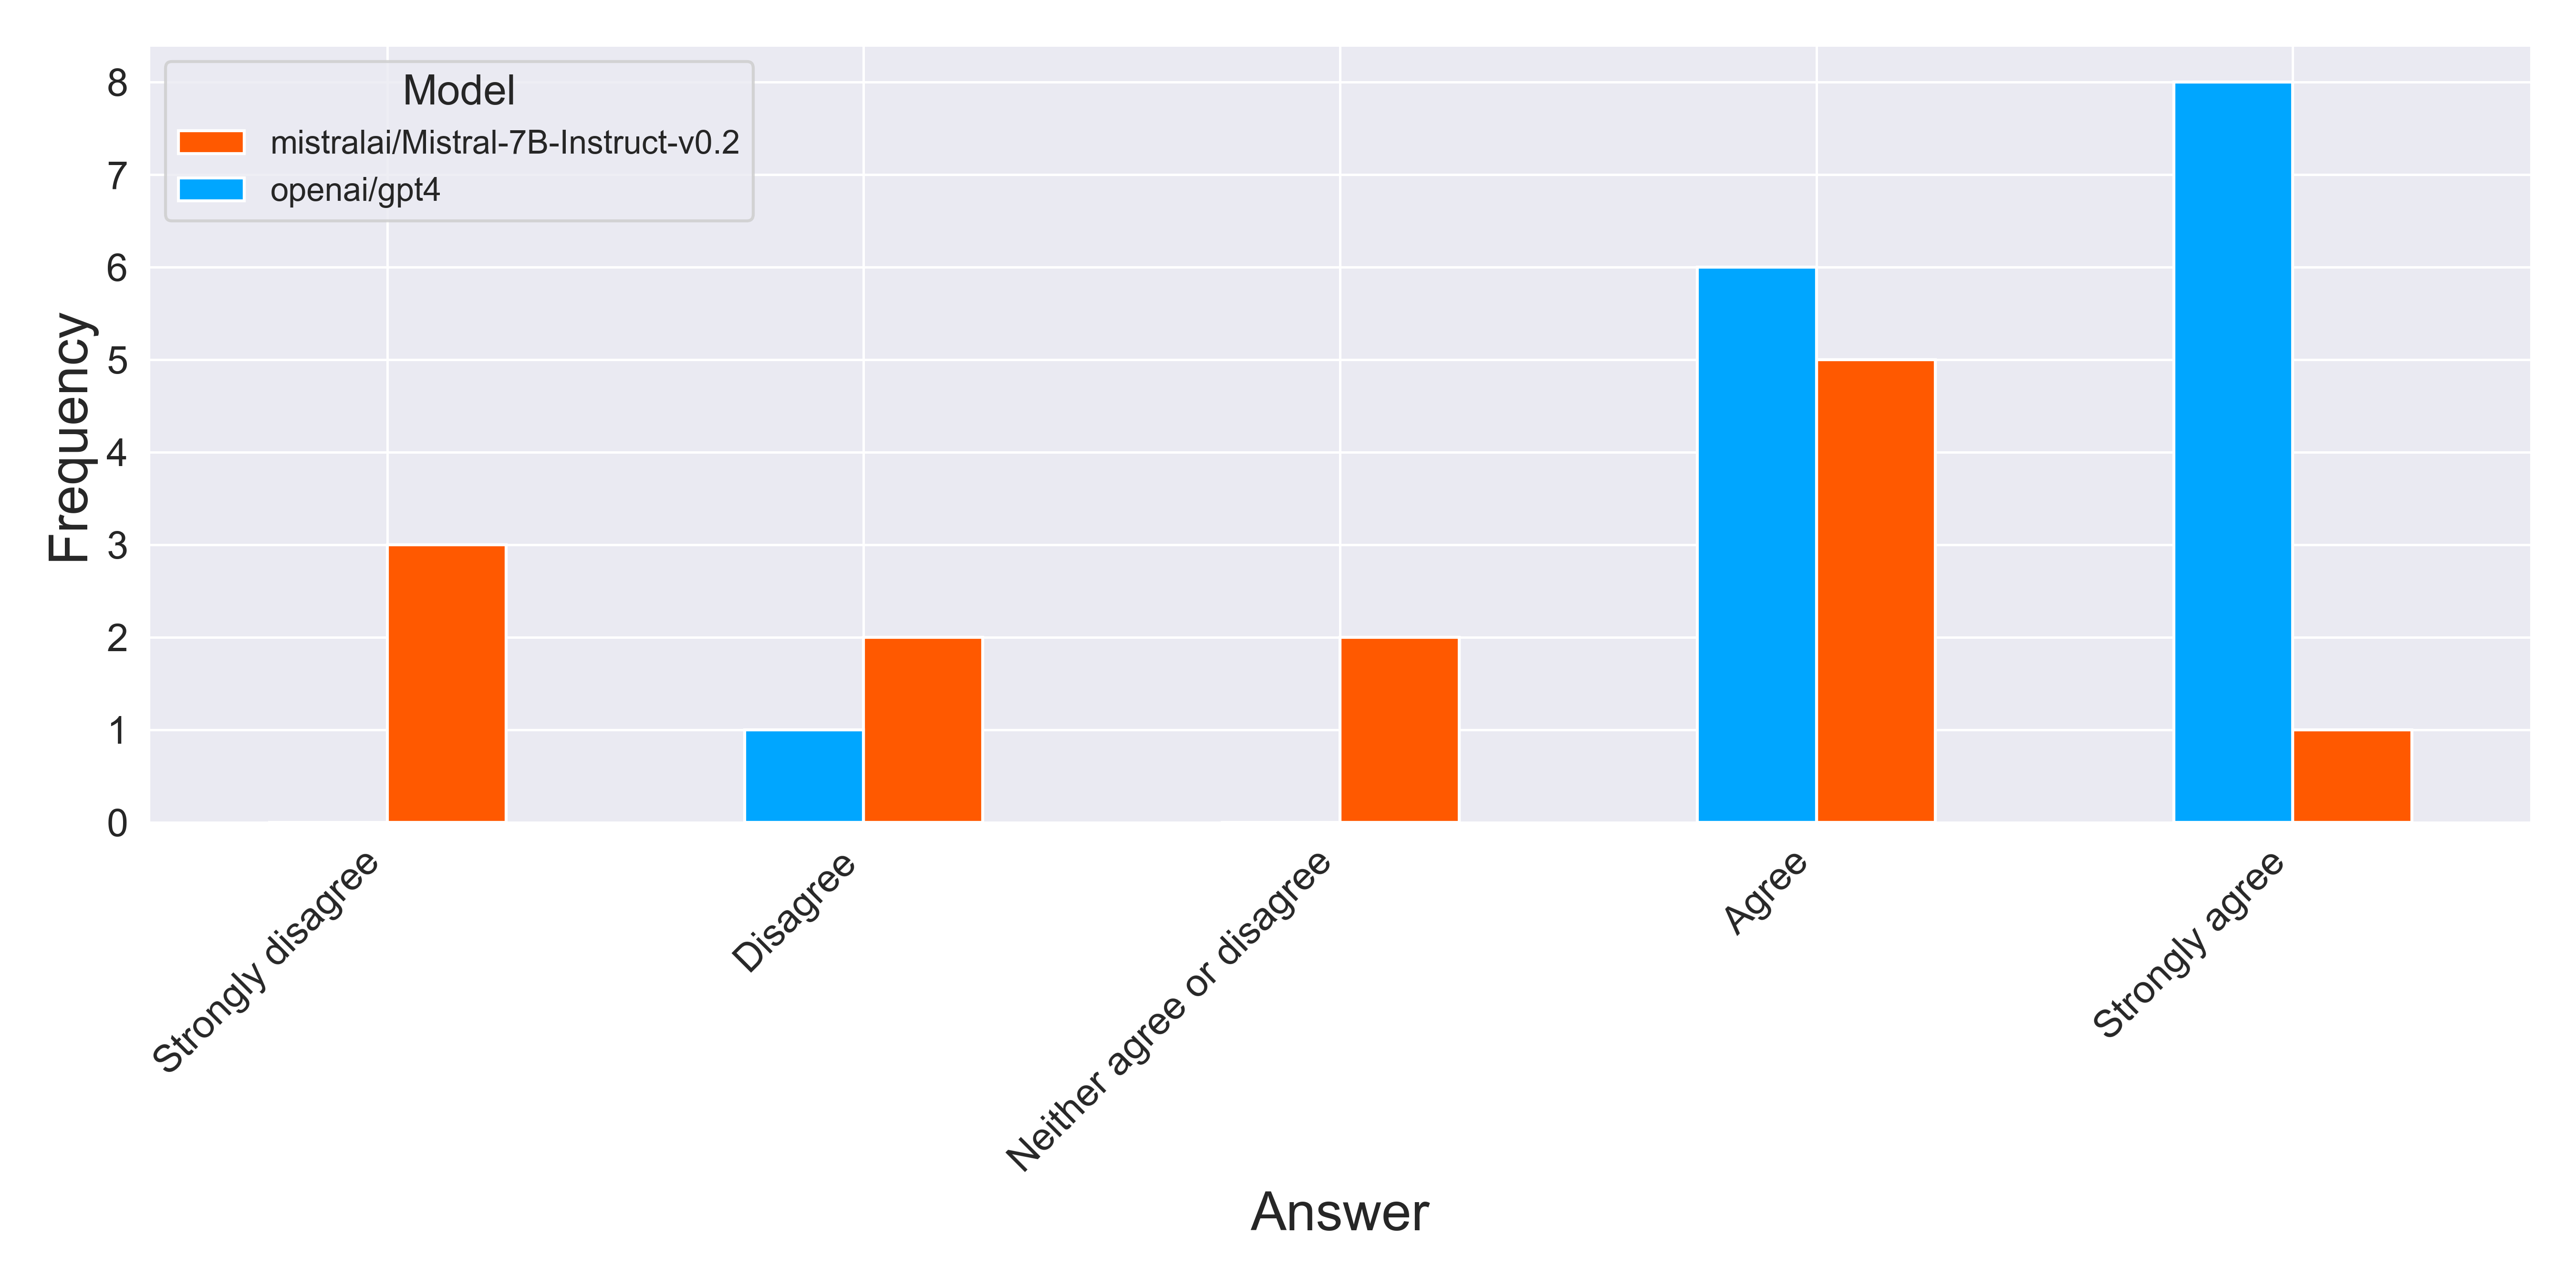 Model
mistralai/Mistral-7B-Instruct-v0.2
openai/gpt4
Frequency
8
7
6
5
4
3
2
1
0
Strongly disagree
Disagree
Neither agree or disagree
Agree
Strongly agree
Answer